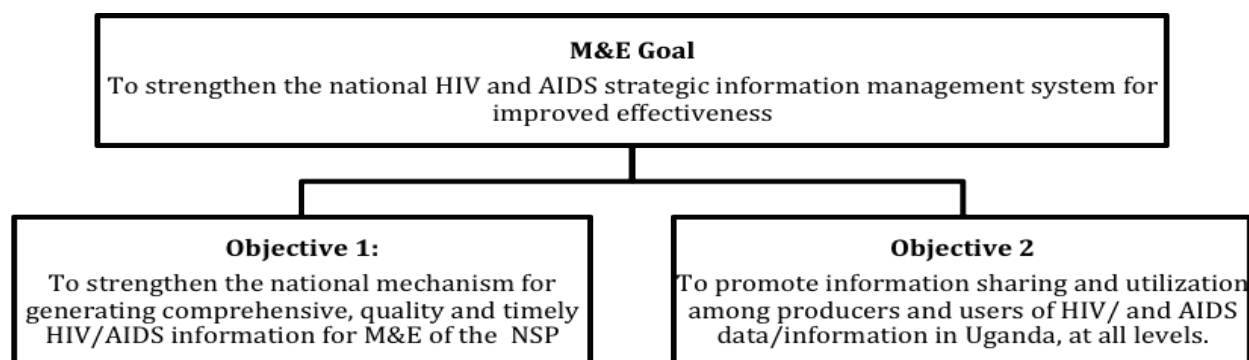 M&E Goal
To strengthen the national HIV and AIDS strategic information management system for
improved effectiveness
Objective 1:
To strengthen the national mechanism for
generating comprehensive, quality and timely
HIV/AIDS information for M&E of the NSP
Objective 2
To promote information sharing and utilization
among producers and users of HIV/ and AIDS
data/information in Uganda, at all levels.